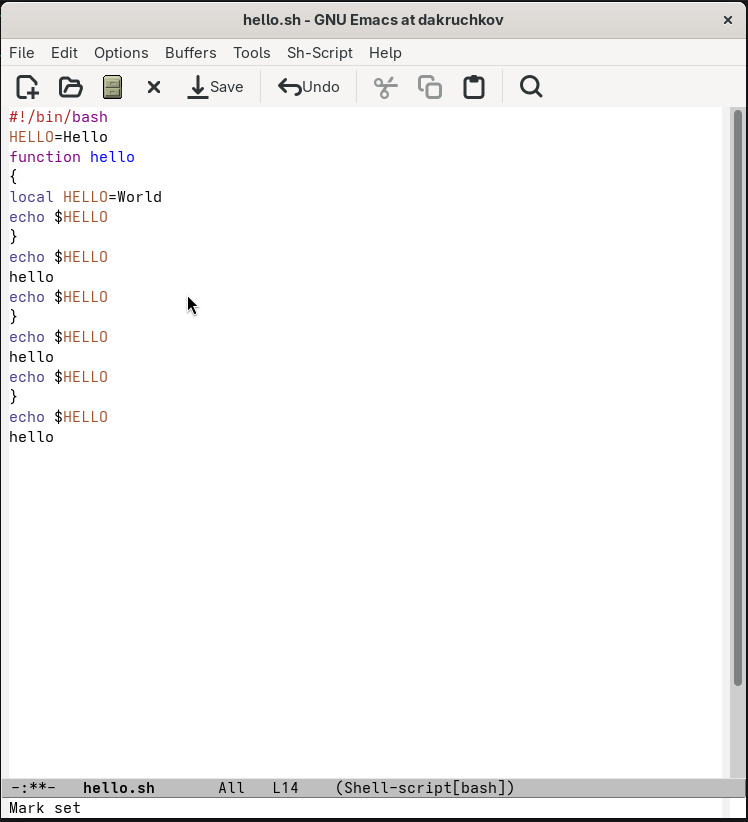 hello.sh - GNU Emacs at dakruchkov
File Edit Options Buffers Tools Sh-Script Help
Save Undo
#!/bin/bash
HELLO=Hello
function hello
{
local HELLO=World
echo $HELLO
}
echo $HELLO
hello
echo $HELLO
}
echo $HELLO
hello
echo $HELLO
}
echo $HELLO
hello
-:**- hello.sh All L14 (Shell-script[bash])
Mark set